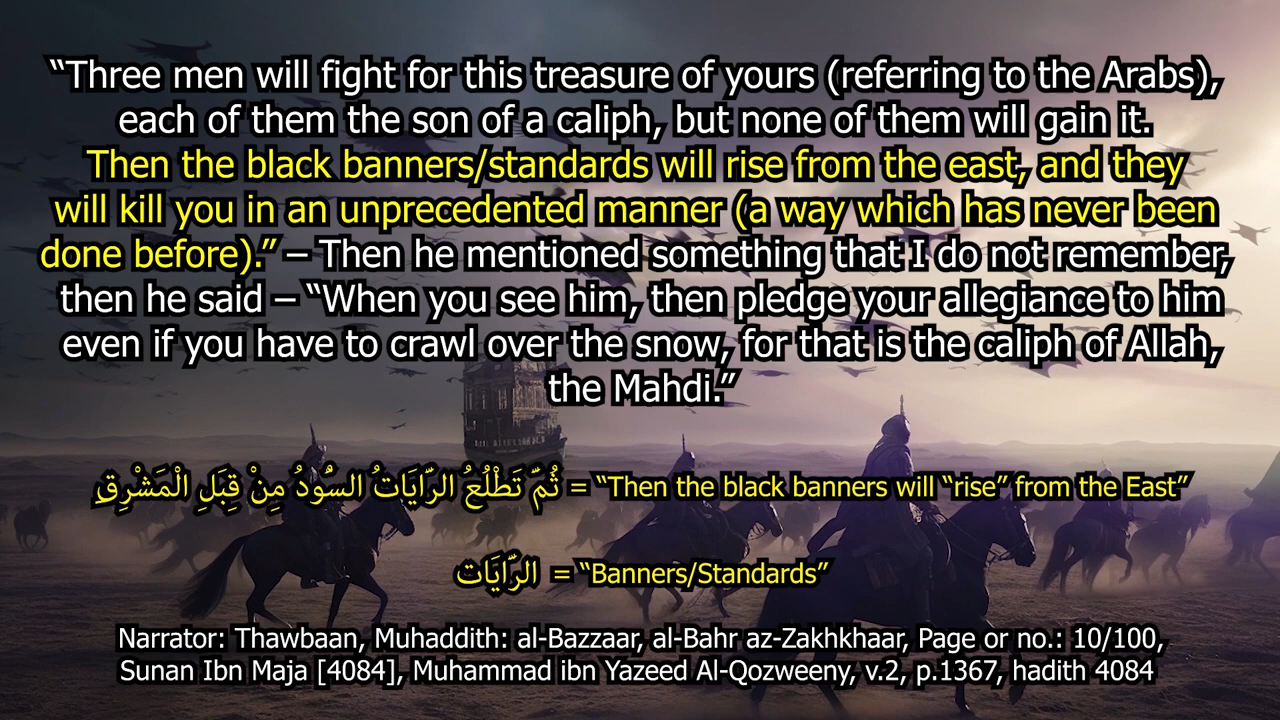 “Three men will fight for this treasure of yours (referring to the Arabs),
each of them the son of a caliph, but none of them will gain it.
Then the black banners/standards will rise from the east, and they
will kill you in an unprecedented manner (a way which has never been
done before).” – Then he mentioned something that I do not remember,
then he said – “When you see him, then pledge your allegiance to him
even if you have to crawl over the snow, for that is the caliph of Allah,
the Mahdi.”
ثُمَّ تَطْلُعُ الرَّايَاتُ السُّودُ مِنْ قِبَلِ الْمَشْرِقِ = “Then the black banners will “rise” from the East”
الرَّايَات = “Banners/Standards”
Narrator: Thawbaan, Muhaddith: al-Bazzaar, al-Bahr az-Zakhkhaar, Page or no.: 10/100,
Sunan Ibn Maja [4084], Muhammad ibn Yazeed Al-Qozweeny, v.2, p.1367, hadith 4084